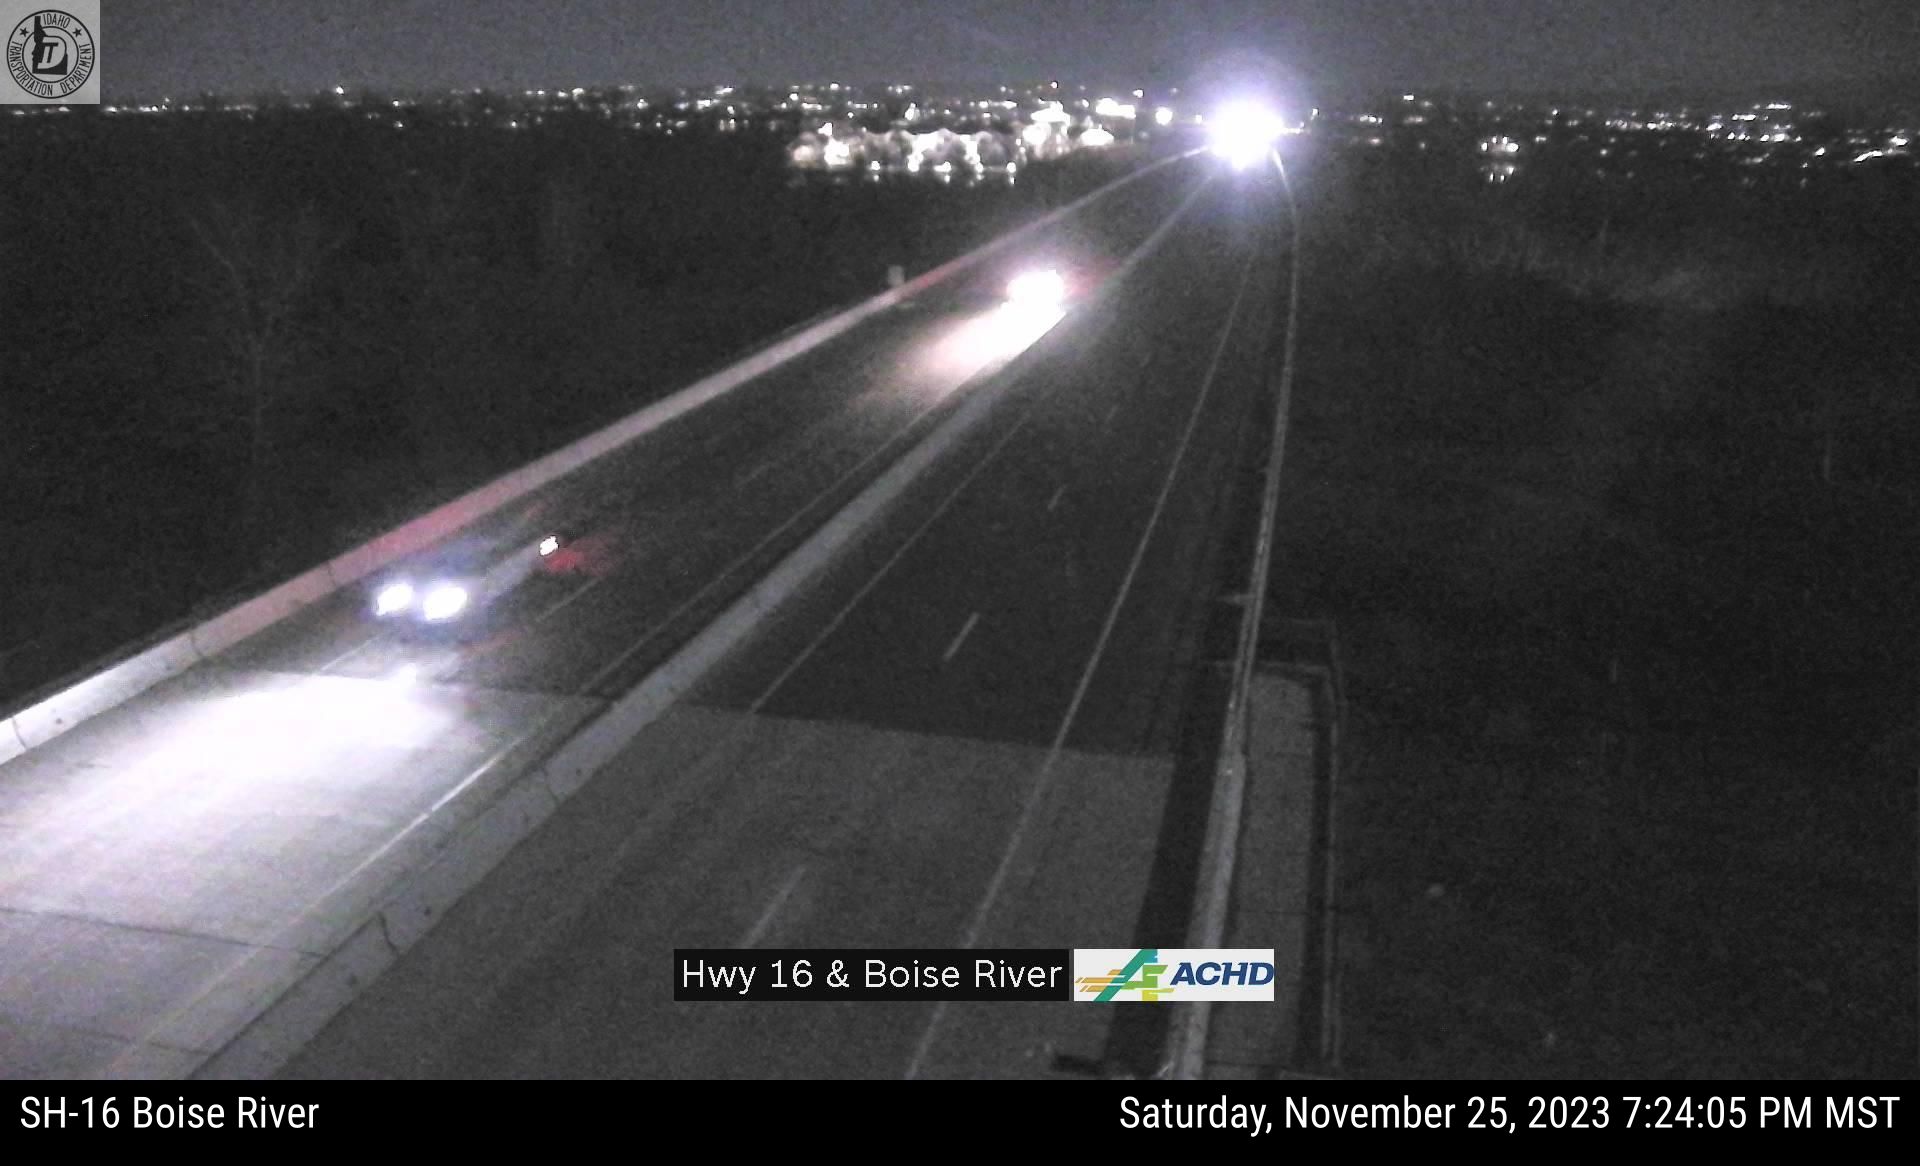 IDAHO
TRANSPORTATION DEPARTMENT
Hwy 16 & Boise River
ACHD
SH-16 Boise River
Saturday, November 25, 2023 7:24:05 PM MST